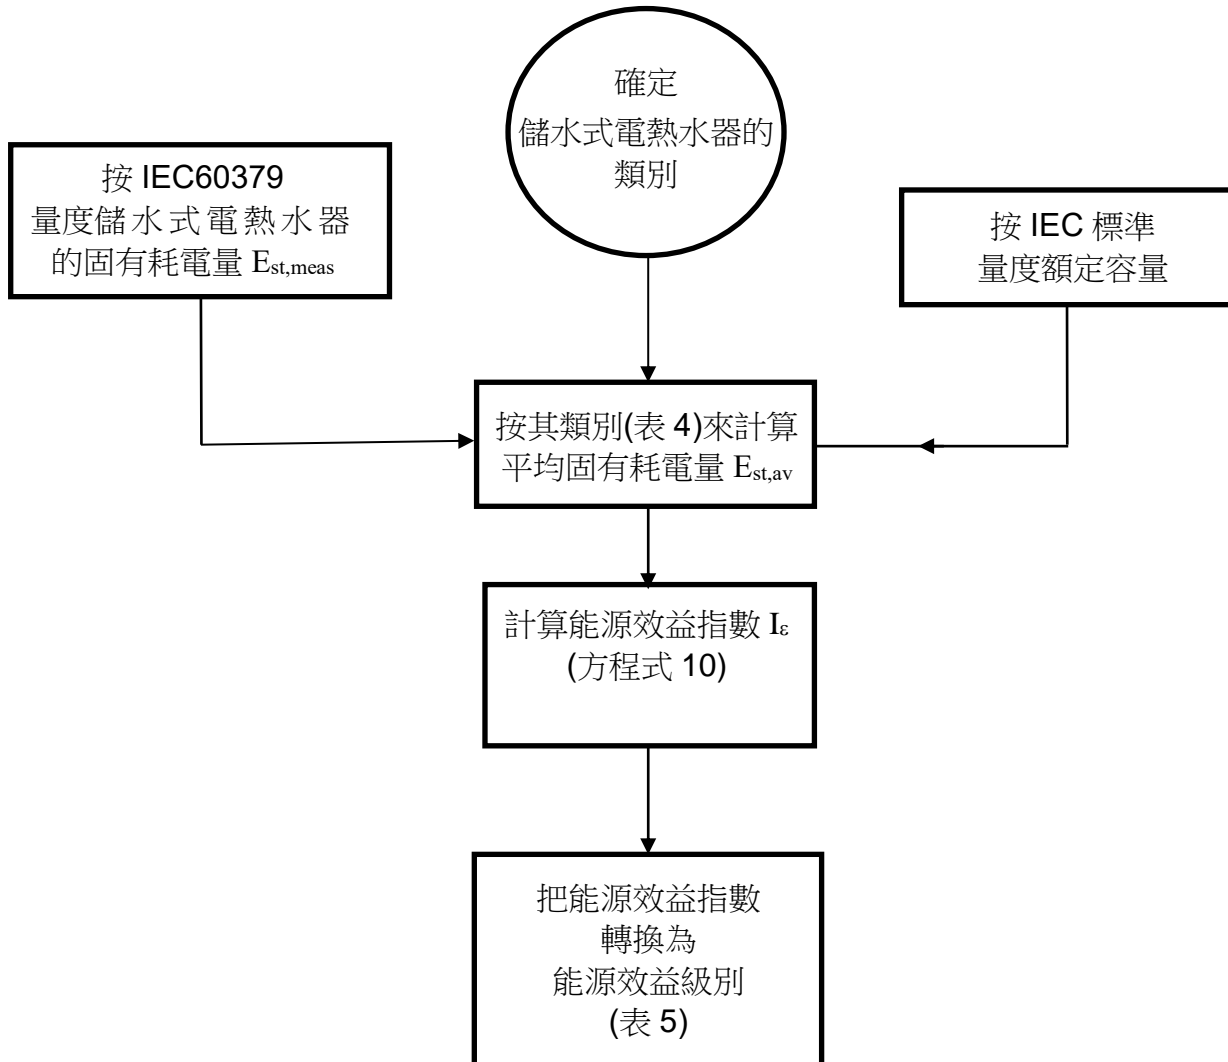 確定
儲水式電熱水器的
類別
按 IEC60379
量度儲水式電熱水器
的固有耗電量 Est,meas
按 IEC 標準
量度額定容量
按其類別(表 4)來計算
平均固有耗電量 Est,av
計算能源效益指數 Iε
(方程式 10)
把能源效益指數
轉換為
能源效益級別
(表 5)